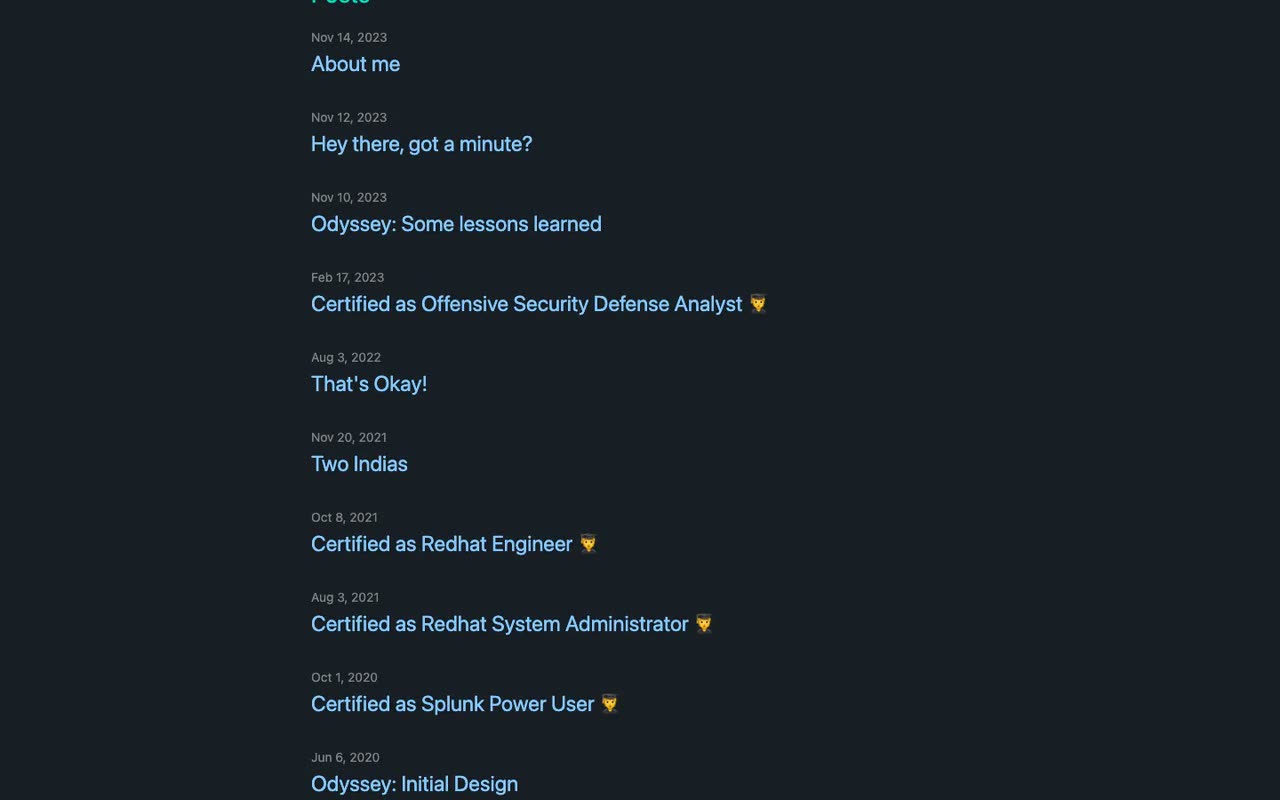 Posts
Nov 14, 2023
About me
Nov 12, 2023
Hey there, got a minute?
Nov 10, 2023
Odyssey: Some lessons learned
Feb 17, 2023
Certified as Offensive Security Defense Analyst 👨‍🎓
Aug 3, 2022
That's Okay!
Nov 20, 2021
Two Indias
Oct 8, 2021
Certified as Redhat Engineer 👨‍🎓
Aug 3, 2021
Certified as Redhat System Administrator 👨‍🎓
Oct 1, 2020
Certified as Splunk Power User 👨‍🎓
Jun 6, 2020
Odyssey: Initial Design